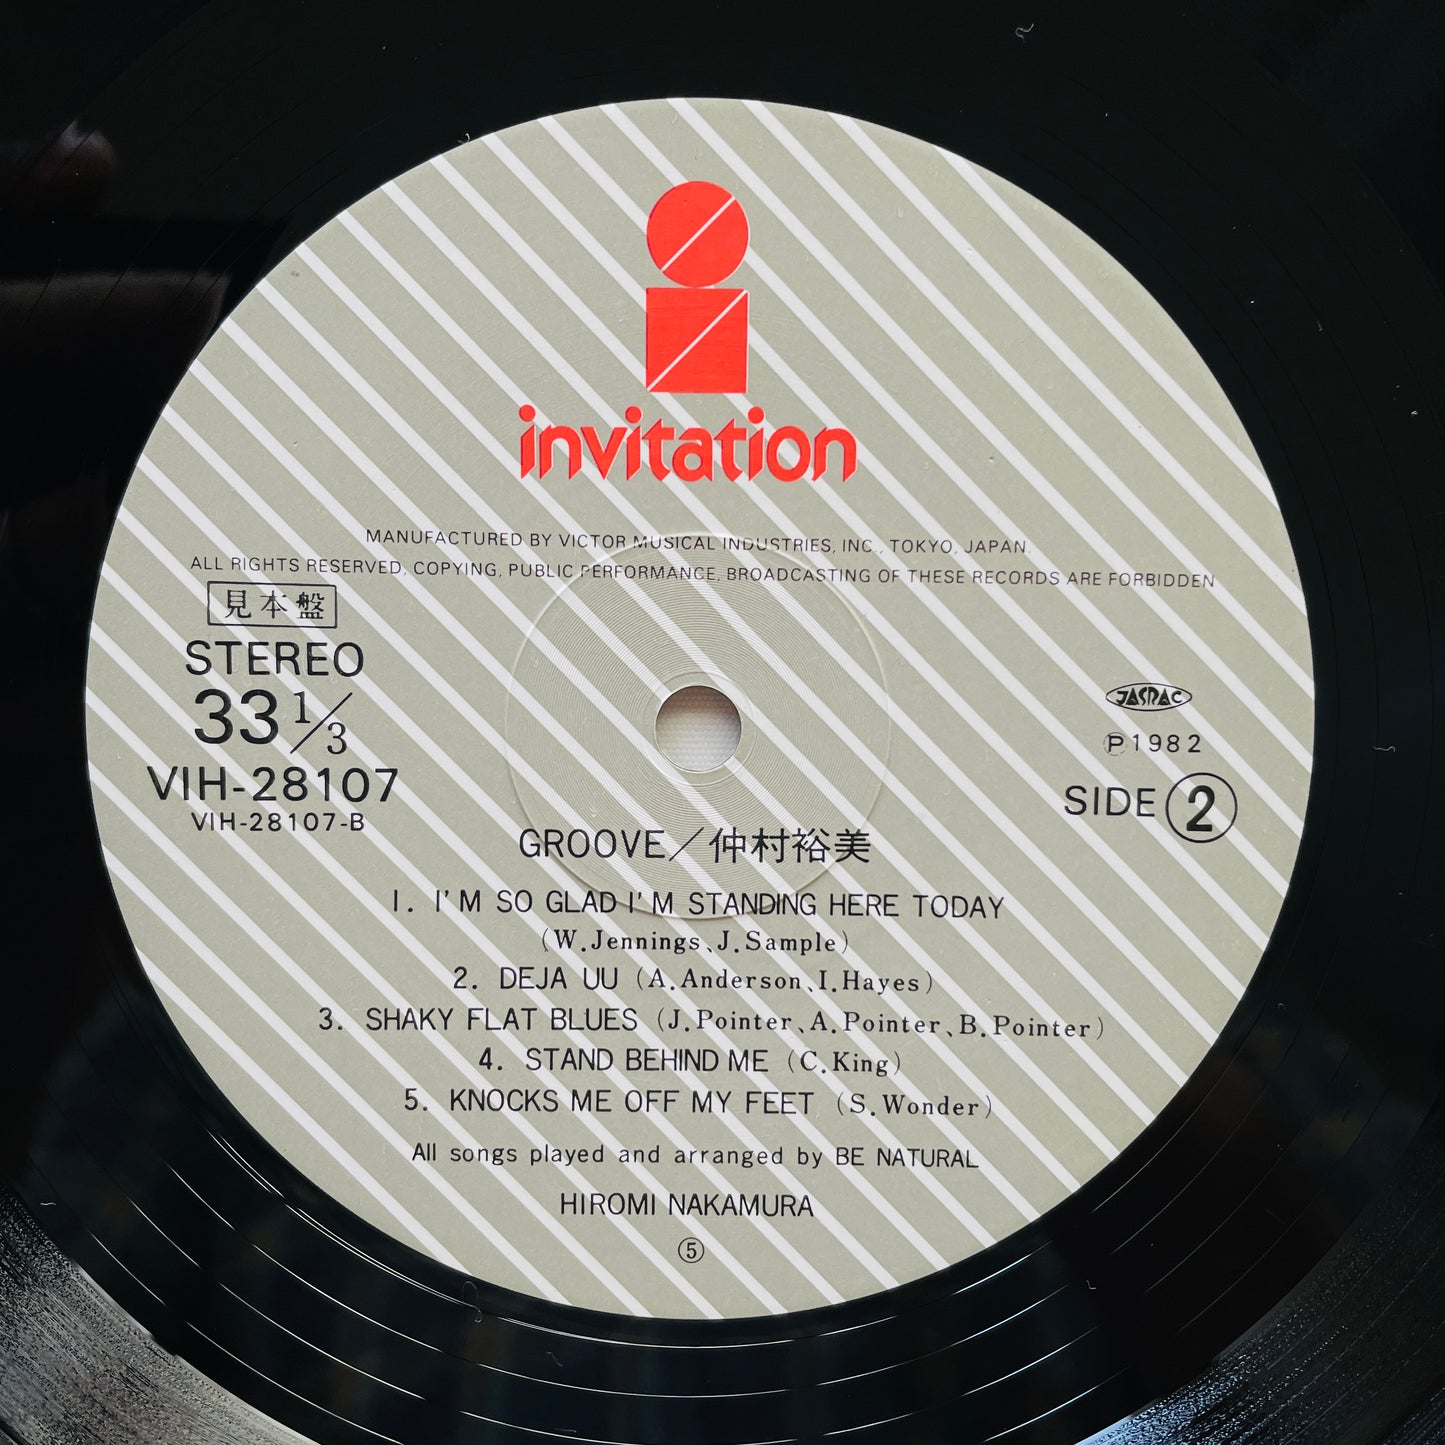 invitation
MANUFACTURED BY VICTOR MUSICAL INDUSTRIES, INC., TOKYO, JAPAN.
ALL RIGHTS RESERVED, COPYING, PUBLIC PERFORMANCE, BROADCASTING OF THESE RECORDS ARE FORBIDDEN
見本盤
STEREO
33 1/3
VIH-28107
VIH-28107-B
JASRAC
Ⓟ1982
SIDE ②
GROOVE／仲村裕美
1. I'M SO GLAD I'M STANDING HERE TODAY
(W.Jennings、J.Sample)
2. DEJA UU (A.Anderson、I.Hayes)
3. SHAKY FLAT BLUES (J.Pointer、A.Pointer、B.Pointer)
4. STAND BEHIND ME (C.King)
5. KNOCKS ME OFF MY FEET (S.Wonder)
All songs played and arranged by BE NATURAL
HIROMI NAKAMURA
⑤